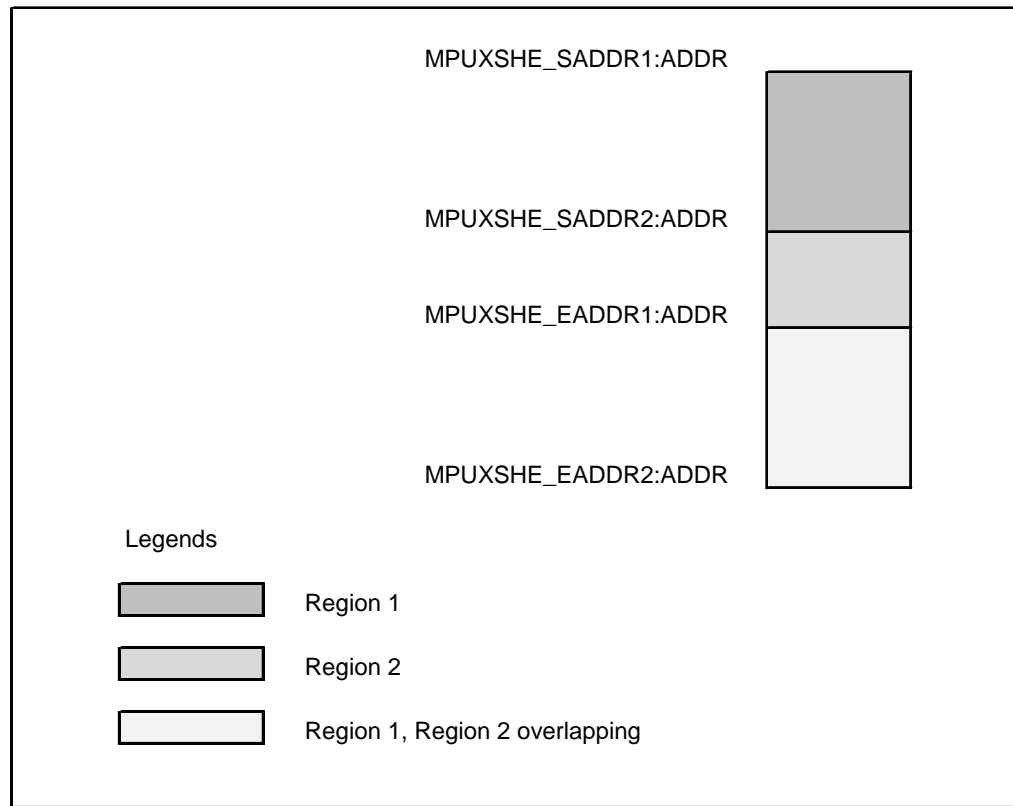 MPUXSHE_SADDR1:ADDR
MPUXSHE_SADDR2:ADDR
MPUXSHE_EADDR1:ADDR
MPUXSHE_EADDR2:ADDR
Legends
Region 1
Region 2
Region 1, Region 2 overlapping